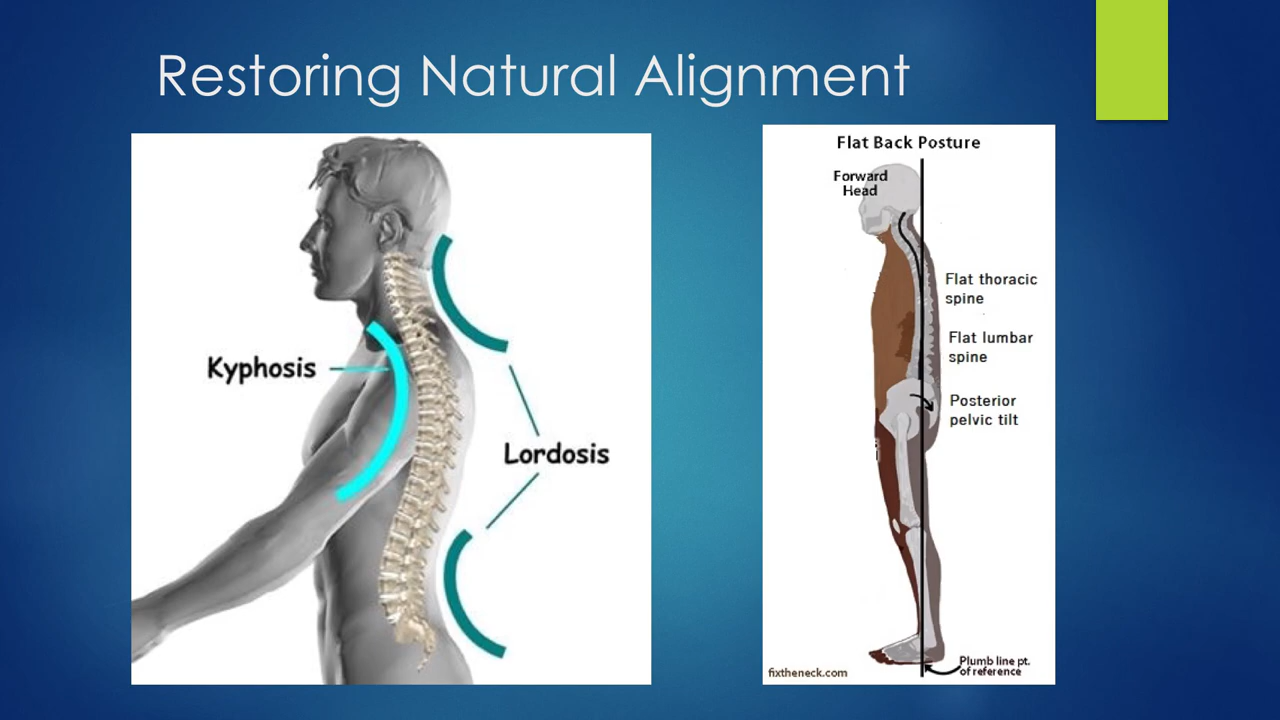 Restoring Natural Alignment
Kyphosis
Lordosis
Flat Back Posture
Forward
Head
Flat thoracic
spine
Flat lumbar
spine
Posterior
pelvic tilt
Plumb line pt.
of reference
fixtheneck.com